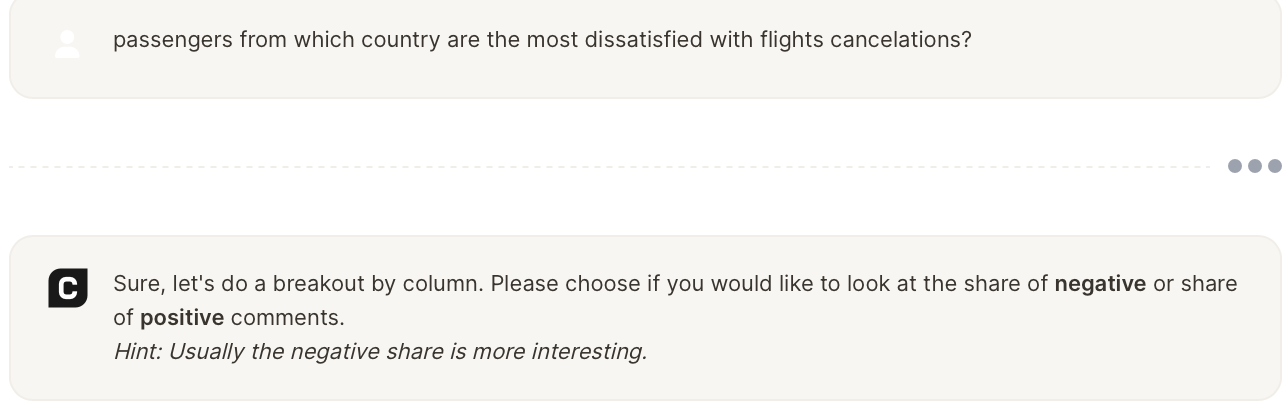 passengers from which country are the most dissatisfied with flights cancelations?
C
Sure, let's do a breakout by column. Please choose if you would like to look at the share of negative or share
of positive comments.
Hint: Usually the negative share is more interesting.